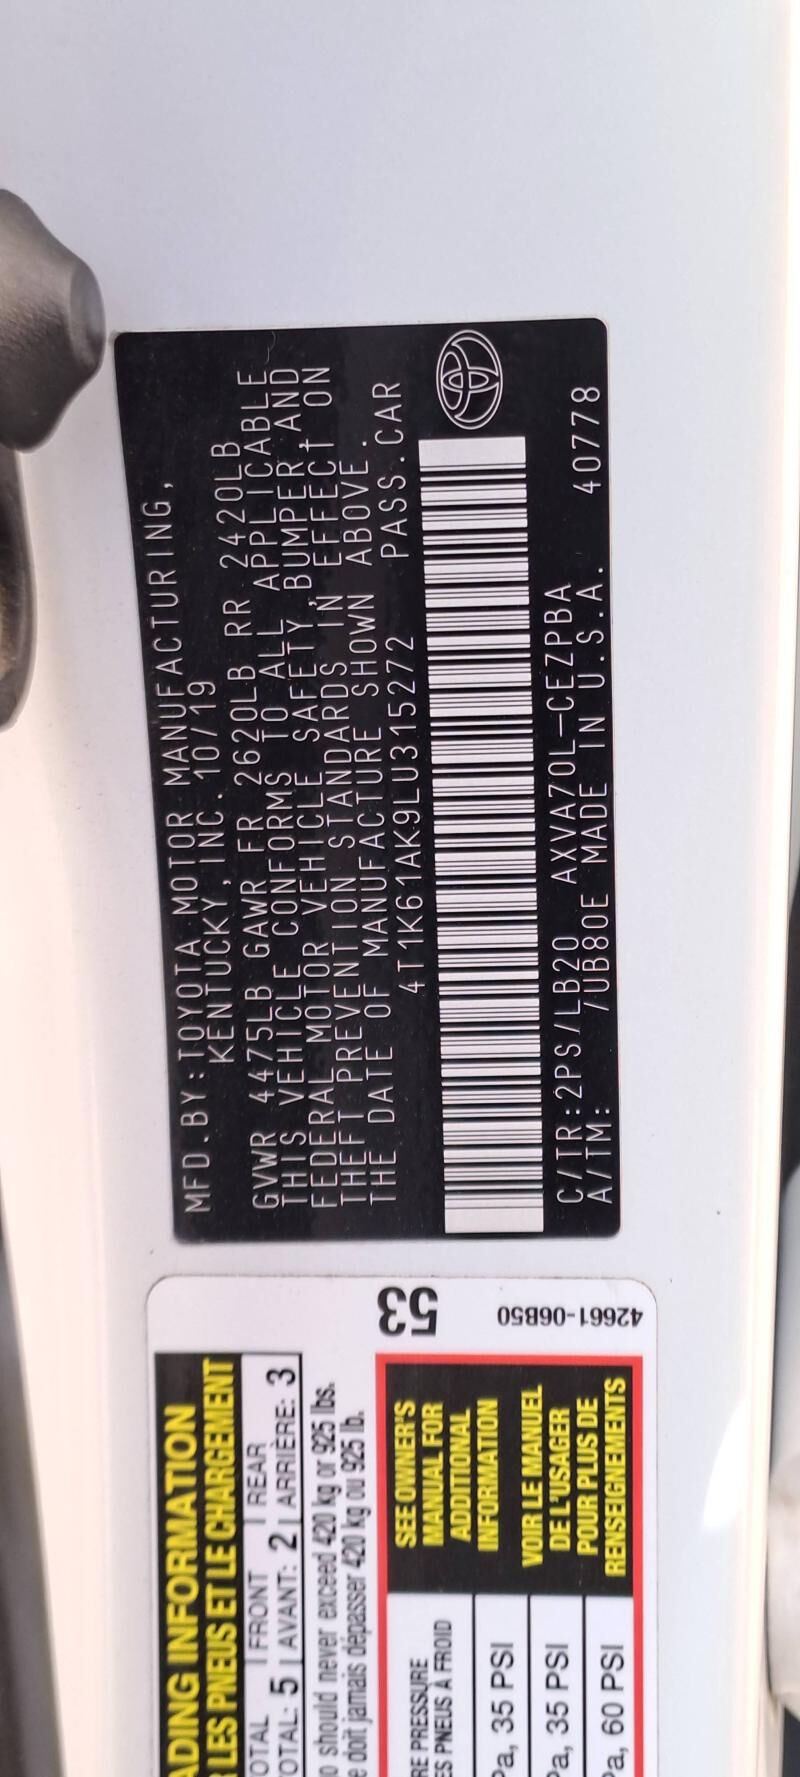 MFD.BY:TOYOTA MOTOR MANUFACTURING,
KENTUCKY,INC.10/19
GVWR 4475LB GAWR FR 2620LB RR 2420LB
THIS VEHICLE CONFORMS TO ALL APPLICABLE
FEDERAL MOTOR VEHICLE SAFETY,BUMPER,AND
THEFT PREVENTION STANDARDS IN EFFECT ON
THE DATE OF MANUFACTURE SHOWN ABOVE.
4T1K61AK9LU315272 PASS.CAR
C/TR:2PS/LB20 AXVA70L-CEZPBA
A/TM: /UB80E MADE IN U.S.A. 40778
ADING INFORMATION
LES PNEUS ET LE CHARGEMENT
OTAL FRONT REAR
OTAL: 5 AVANT: 2 ARRIÈRE: 3
should never exceed 420 kg or 925 lbs.
e doit jamais dépasser 420 kg ou 925 lb.
53
42661-06B50
RE PRESSURE
ES PNEUS À FROID
Pa, 35 PSI
Pa, 35 PSI
Pa, 60 PSI
SEE OWNER'S
MANUAL FOR
ADDITIONAL
INFORMATION
VOIR LE MANUEL
DE L'USAGER
POUR PLUS DE
RENSEIGNEMENTS